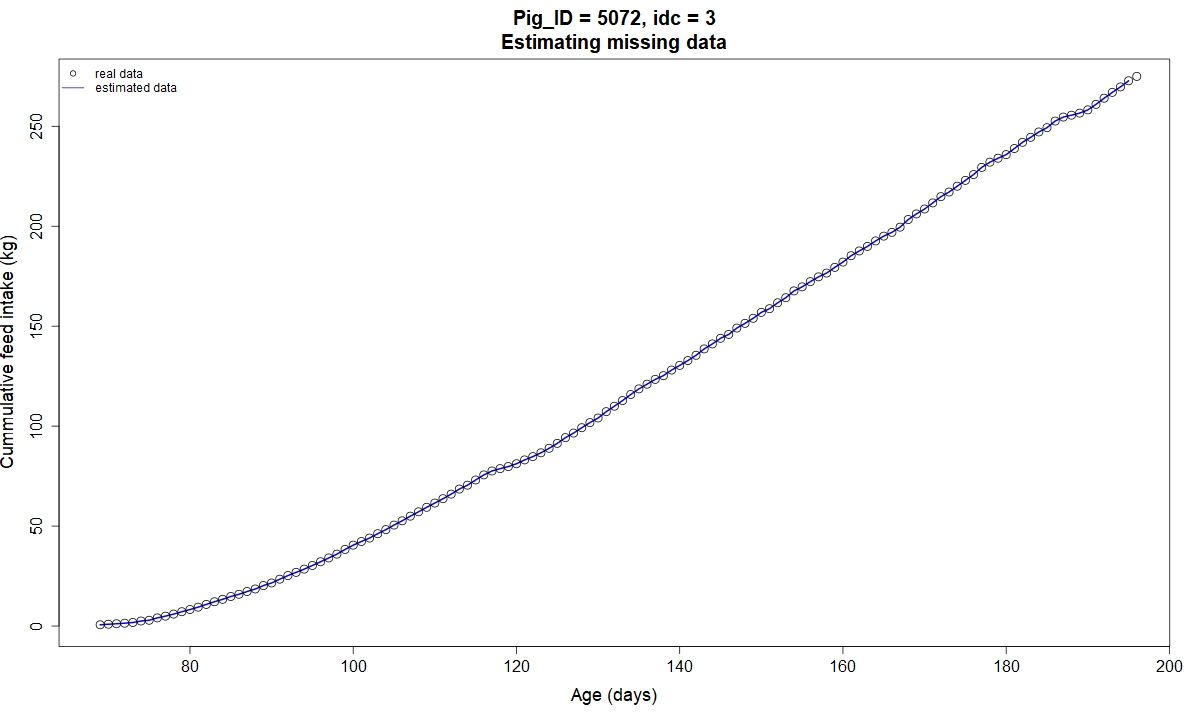 Pig_ID = 5072, idc = 3
Estimating missing data
real data
estimated data
Cummulative feed intake (kg)
250
200
150
100
50
0
80 100 120 140 160 180 200
Age (days)